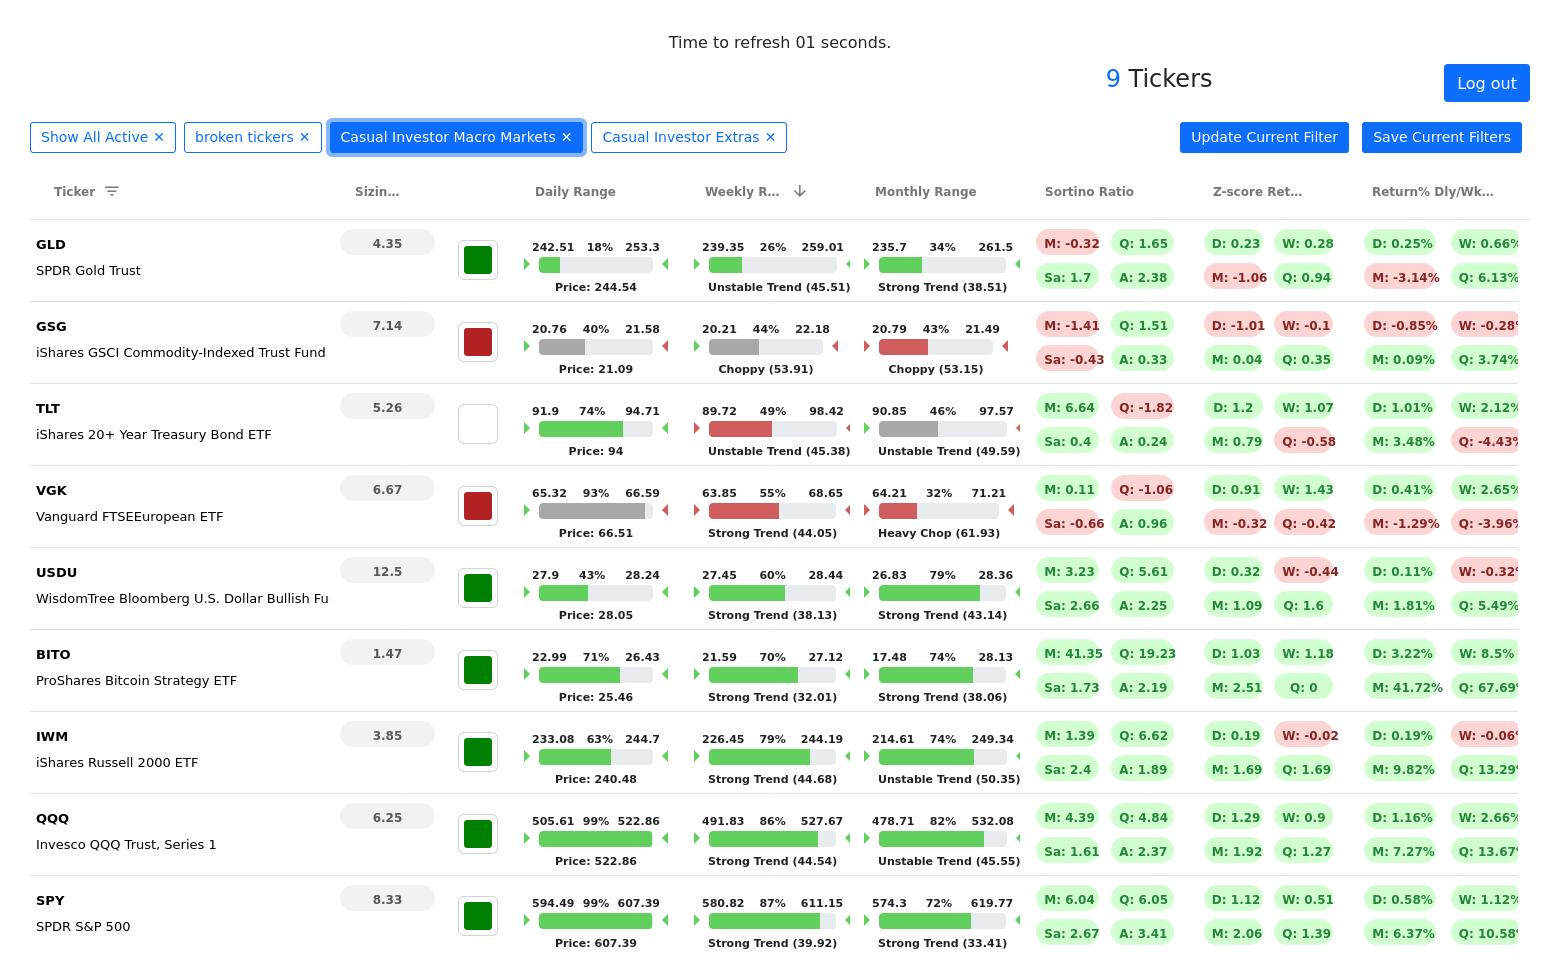 Time to refresh 01 seconds.
9 Tickers
Log out
Show All Active ✕ broken tickers ✕ Casual Investor Macro Markets ✕ Casual Investor Extras ✕ Update Current Filter Save Current Filters
Ticker Sizin… Daily Range Weekly R… Monthly Range Sortino Ratio Z-score Ret… Return% Dly/Wk…
GLD 4.35 242.51 18% 253.3 239.35 26% 259.01 235.7 34% 261.5 M: -0.32 Q: 1.65 D: 0.23 W: 0.28 D: 0.25% W: 0.66%
SPDR Gold Trust Price: 244.54 Unstable Trend (45.51) Strong Trend (38.51) Sa: 1.7 A: 2.38 M: -1.06 Q: 0.94 M: -3.14% Q: 6.13%
GSG 7.14 20.76 40% 21.58 20.21 44% 22.18 20.79 43% 21.49 M: -1.41 Q: 1.51 D: -1.01 W: -0.1 D: -0.85% W: -0.28%
iShares GSCI Commodity-Indexed Trust Fund Price: 21.09 Choppy (53.91) Choppy (53.15) Sa: -0.43 A: 0.33 M: 0.04 Q: 0.35 M: 0.09% Q: 3.74%
TLT 5.26 91.9 74% 94.71 89.72 49% 98.42 90.85 46% 97.57 M: 6.64 Q: -1.82 D: 1.2 W: 1.07 D: 1.01% W: 2.12%
iShares 20+ Year Treasury Bond ETF Price: 94 Unstable Trend (45.38) Unstable Trend (49.59) Sa: 0.4 A: 0.24 M: 0.79 Q: -0.58 M: 3.48% Q: -4.43%
VGK 6.67 65.32 93% 66.59 63.85 55% 68.65 64.21 32% 71.21 M: 0.11 Q: -1.06 D: 0.91 W: 1.43 D: 0.41% W: 2.65%
Vanguard FTSEEuropean ETF Price: 66.51 Strong Trend (44.05) Heavy Chop (61.93) Sa: -0.66 A: 0.96 M: -0.32 Q: -0.42 M: -1.29% Q: -3.96%
USDU 12.5 27.9 43% 28.24 27.45 60% 28.44 26.83 79% 28.36 M: 3.23 Q: 5.61 D: 0.32 W: -0.44 D: 0.11% W: -0.32%
WisdomTree Bloomberg U.S. Dollar Bullish Fu Price: 28.05 Strong Trend (38.13) Strong Trend (43.14) Sa: 2.66 A: 2.25 M: 1.09 Q: 1.6 M: 1.81% Q: 5.49%
BITO 1.47 22.99 71% 26.43 21.59 70% 27.12 17.48 74% 28.13 M: 41.35 Q: 19.23 D: 1.03 W: 1.18 D: 3.22% W: 8.5%
ProShares Bitcoin Strategy ETF Price: 25.46 Strong Trend (32.01) Strong Trend (38.06) Sa: 1.73 A: 2.19 M: 2.51 Q: 0 M: 41.72% Q: 67.69%
IWM 3.85 233.08 63% 244.7 226.45 79% 244.19 214.61 74% 249.34 M: 1.39 Q: 6.62 D: 0.19 W: -0.02 D: 0.19% W: -0.06%
iShares Russell 2000 ETF Price: 240.48 Strong Trend (44.68) Unstable Trend (50.35) Sa: 2.4 A: 1.89 M: 1.69 Q: 1.69 M: 9.82% Q: 13.29%
QQQ 6.25 505.61 99% 522.86 491.83 86% 527.67 478.71 82% 532.08 M: 4.39 Q: 4.84 D: 1.29 W: 0.9 D: 1.16% W: 2.66%
Invesco QQQ Trust, Series 1 Price: 522.86 Strong Trend (44.54) Unstable Trend (45.55) Sa: 1.61 A: 2.37 M: 1.92 Q: 1.27 M: 7.27% Q: 13.67%
SPY 8.33 594.49 99% 607.39 580.82 87% 611.15 574.3 72% 619.77 M: 6.04 Q: 6.05 D: 1.12 W: 0.51 D: 0.58% W: 1.12%
SPDR S&P 500 Price: 607.39 Strong Trend (39.92) Strong Trend (33.41) Sa: 2.67 A: 3.41 M: 2.06 Q: 1.39 M: 6.37% Q: 10.58%